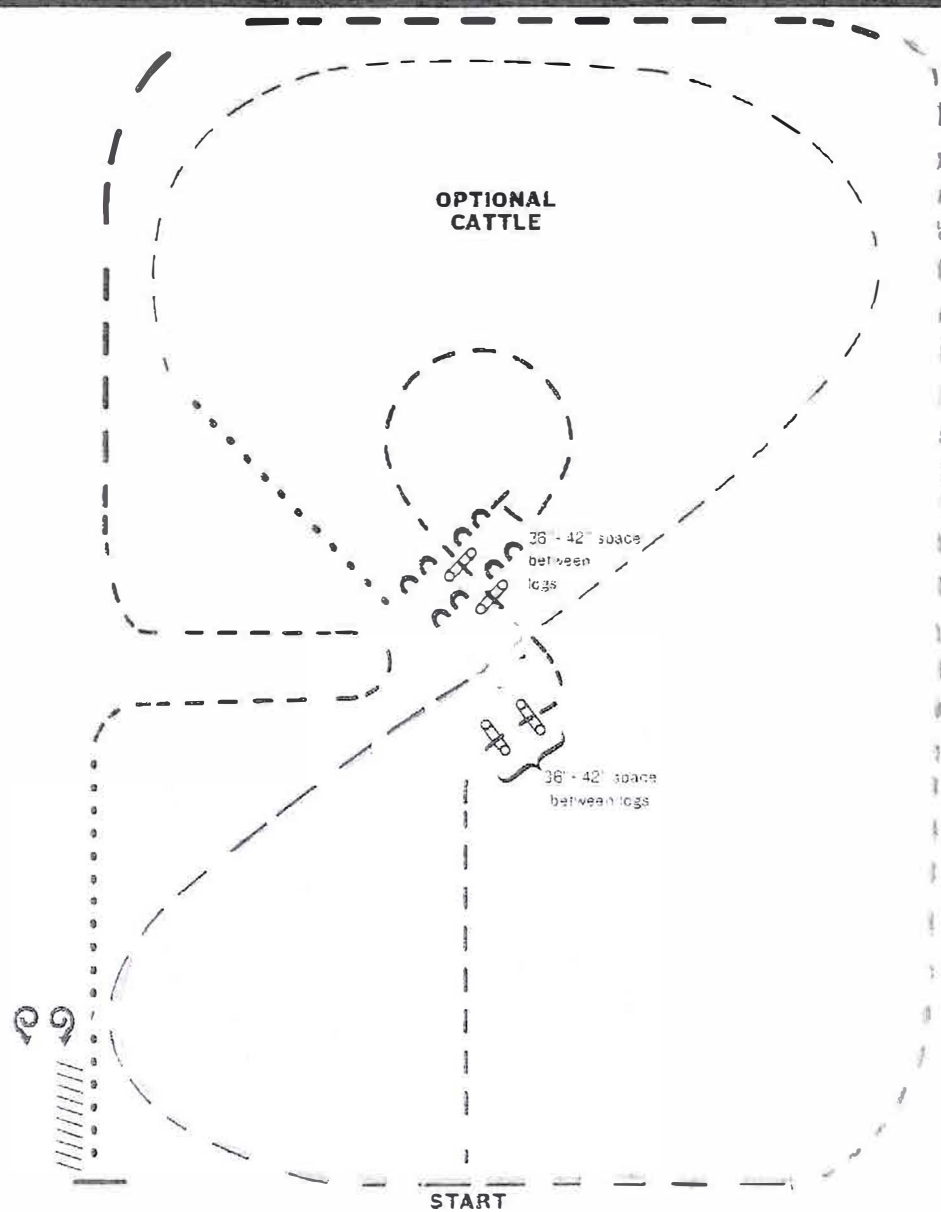 OPTIONAL
CATTLE
36" - 42" space
between
logs
36" - 42" space
between logs
START